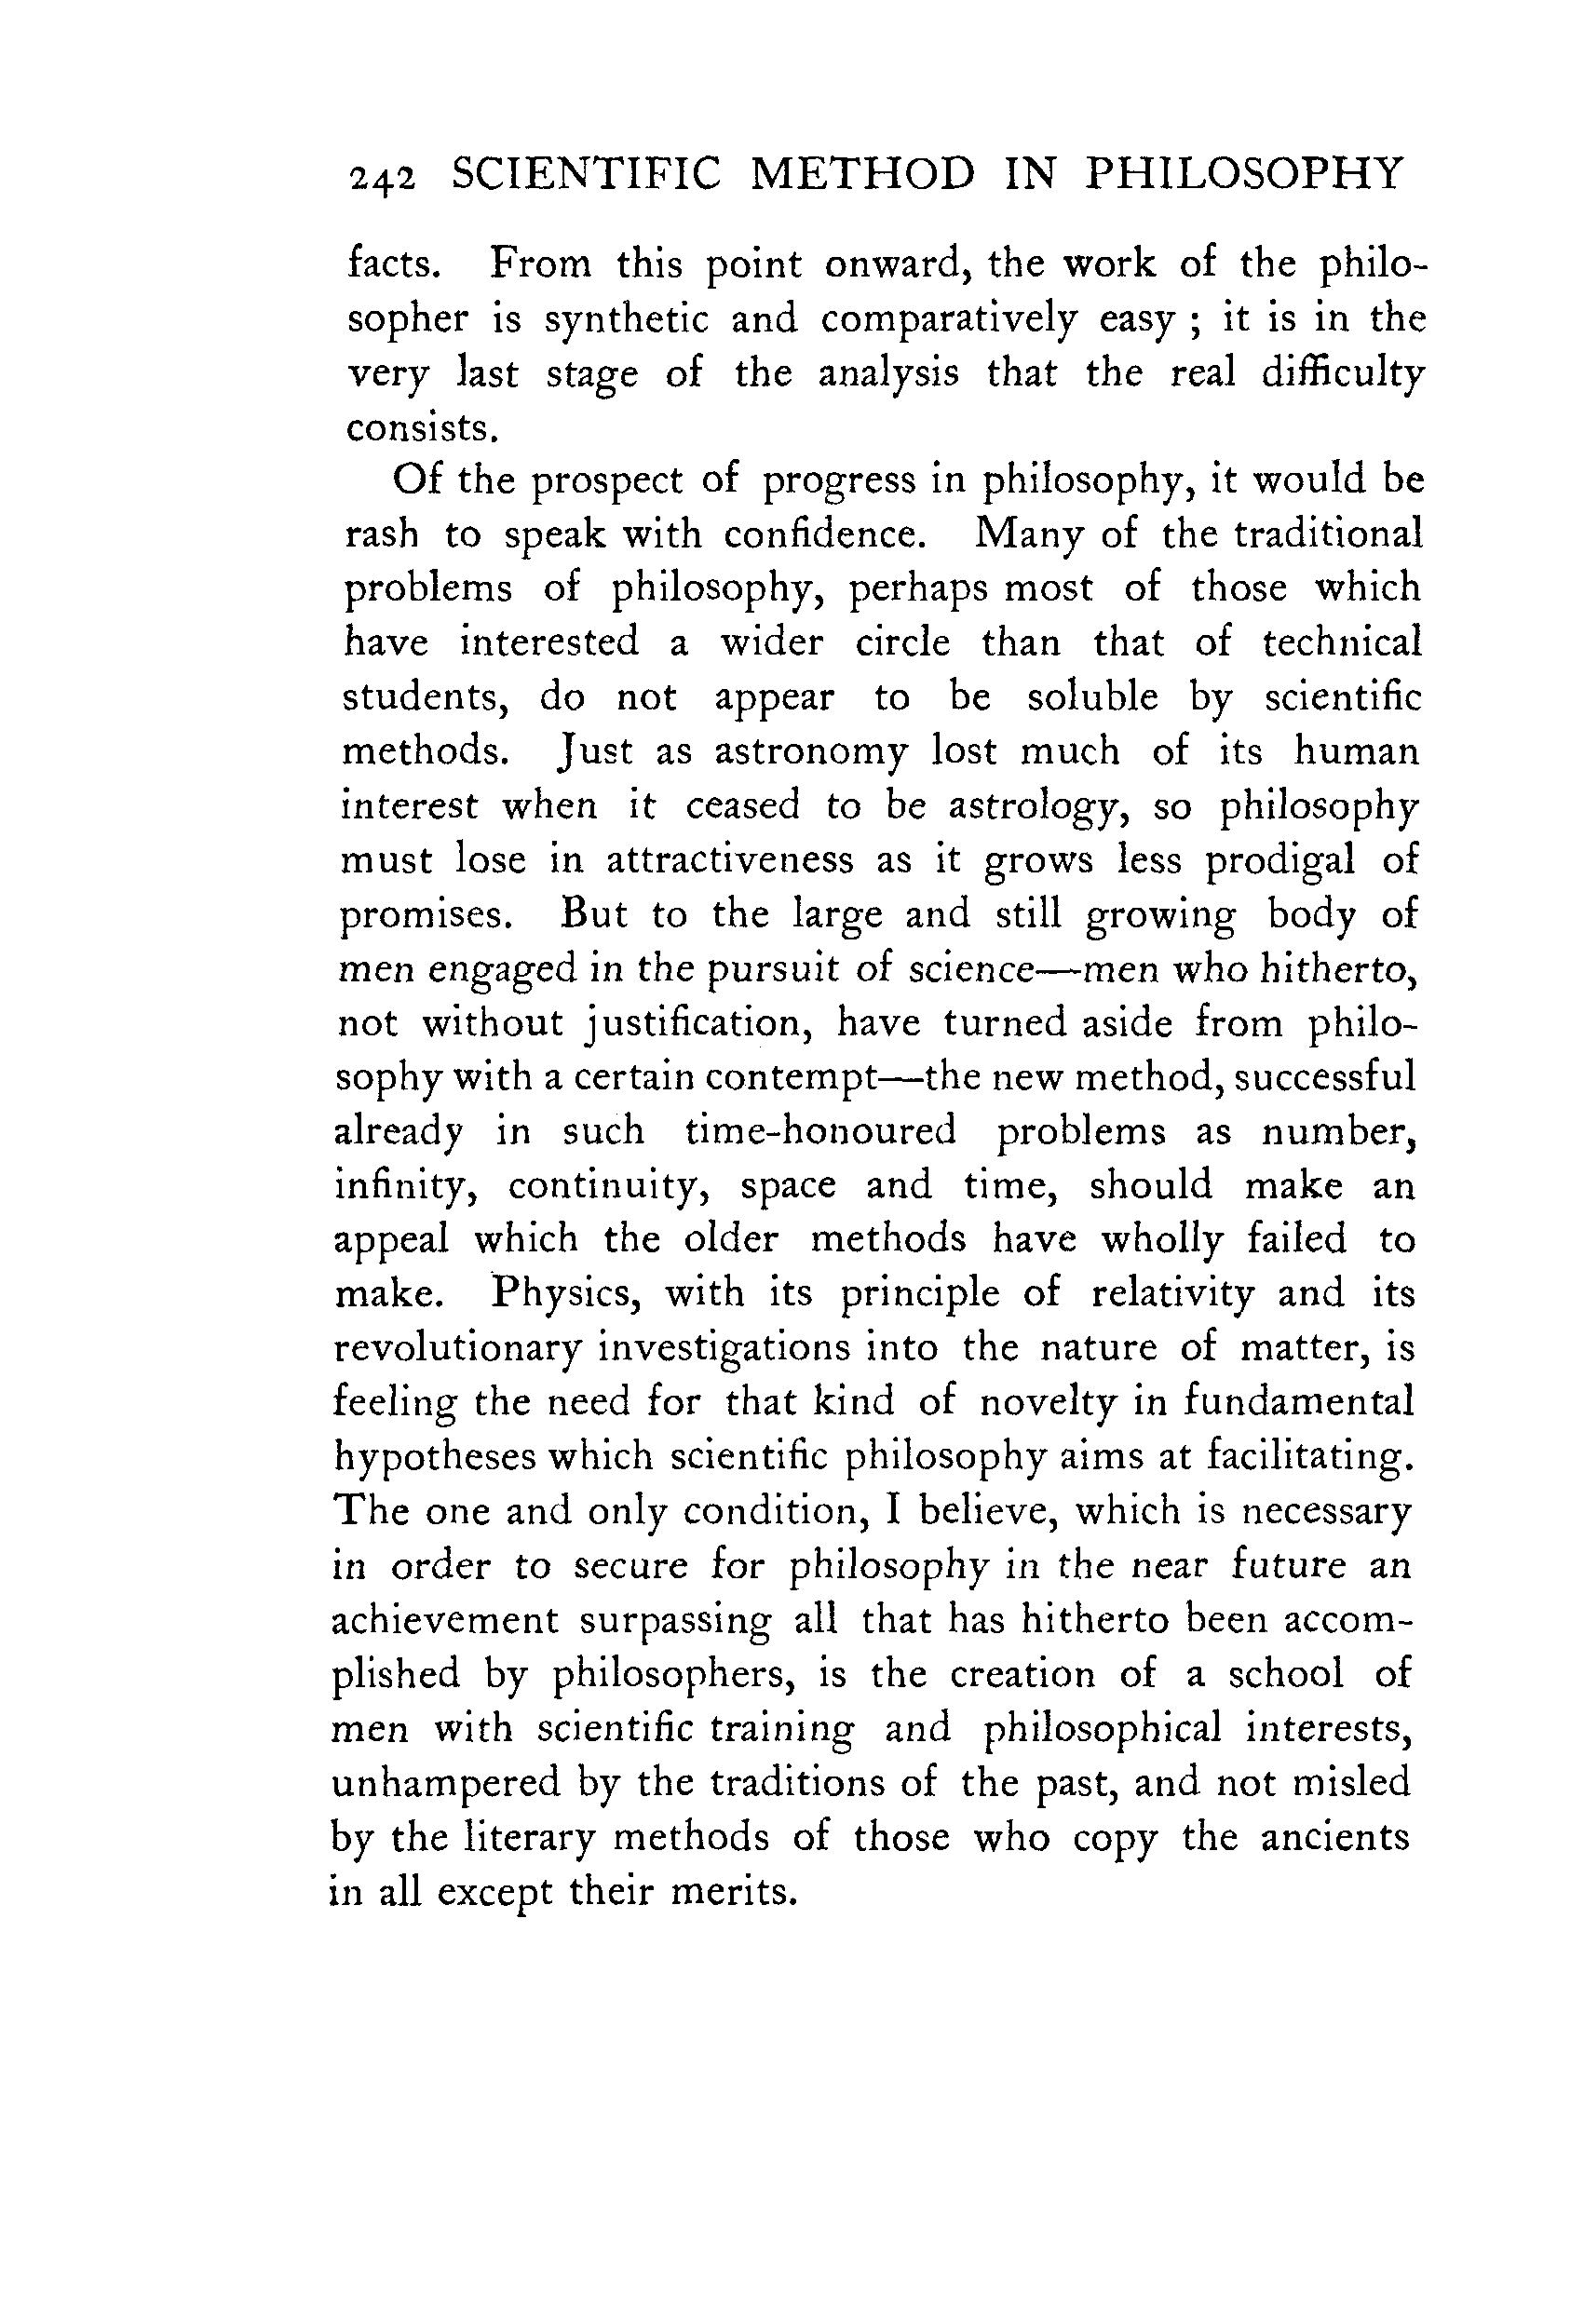 242 SCIENTIFIC METHOD IN PHILOSOPHY
facts. From this point onward, the work of the philo-
sopher is synthetic and comparatively easy ; it is in the
very last stage of the analysis that the real difficulty
consists.
Of the prospect of progress in philosophy, it would be
rash to speak with confidence. Many of the traditional
problems of philosophy, perhaps most of those which
have interested a wider circle than that of technical
students, do not appear to be soluble by scientific
methods. Just as astronomy lost much of its human
interest when it ceased to be astrology, so philosophy
must lose in attractiveness as it grows less prodigal of
promises. But to the large and still growing body of
men engaged in the pursuit of science—men who hitherto,
not without justification, have turned aside from philo-
sophy with a certain contempt—the new method, successful
already in such time-honoured problems as number,
infinity, continuity, space and time, should make an
appeal which the older methods have wholly failed to
make. Physics, with its principle of relativity and its
revolutionary investigations into the nature of matter, is
feeling the need for that kind of novelty in fundamental
hypotheses which scientific philosophy aims at facilitating.
The one and only condition, I believe, which is necessary
in order to secure for philosophy in the near future an
achievement surpassing all that has hitherto been accom-
plished by philosophers, is the creation of a school of
men with scientific training and philosophical interests,
unhampered by the traditions of the past, and not misled
by the literary methods of those who copy the ancients
in all except their merits.